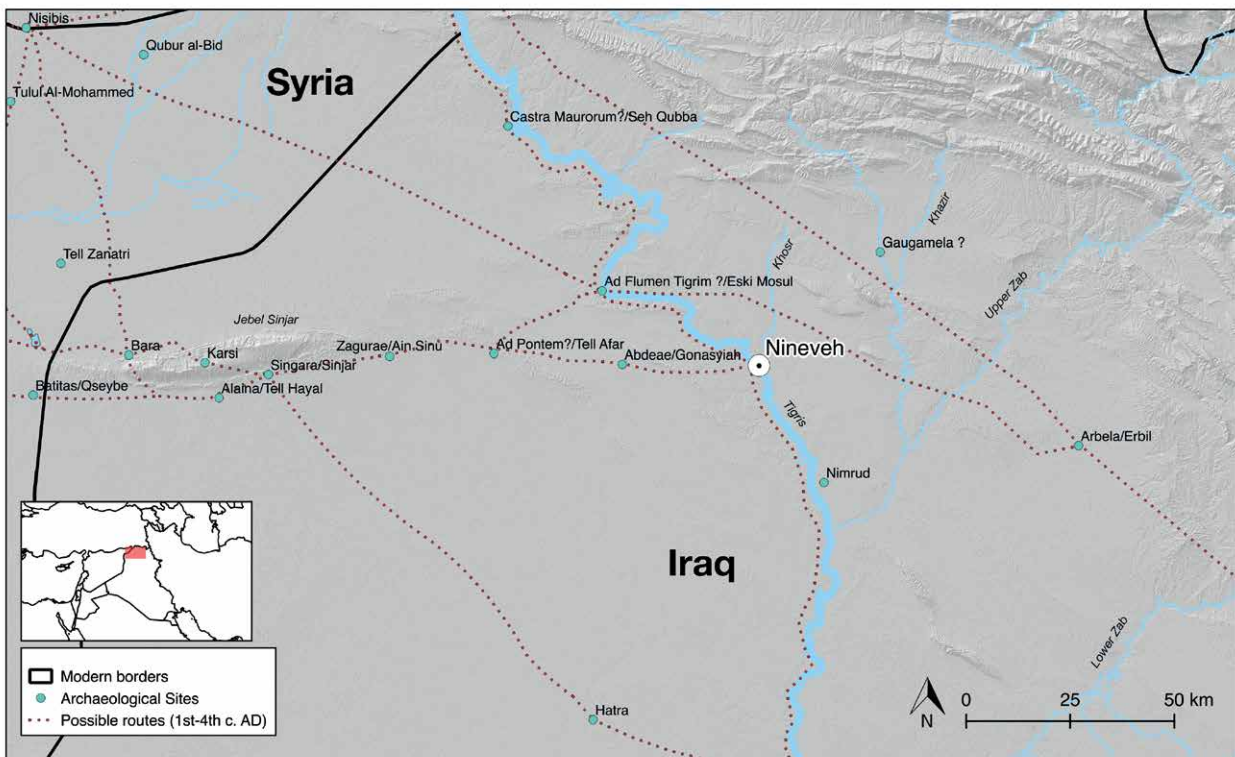 Nisibis
Qubur al-Bid
Syria
Tulul Al-Mohammed
Castra Maurorum?/Seh Qubba
Khazir
Khosr
Gaugamela ?
Tell Zanatri
Upper Zab
Ad Flumen Tigrim ?/Eski Mosul
Jebel Sinjar
Bara
Karsi
Zagurae/Ain Sinu
Ad Pontem?/Tell Afar
Nineveh
Singara/Sinjar
Abdeae/Gonasyiah
Batitas/Qseybe
Alaina/Tell Hayal
Tigris
Arbela/Erbil
Nimrud
Iraq
Lower Zab
Modern borders
Archaeological Sites
Possible routes (1st-4th c. AD)
Hatra
N
0 25 50 km